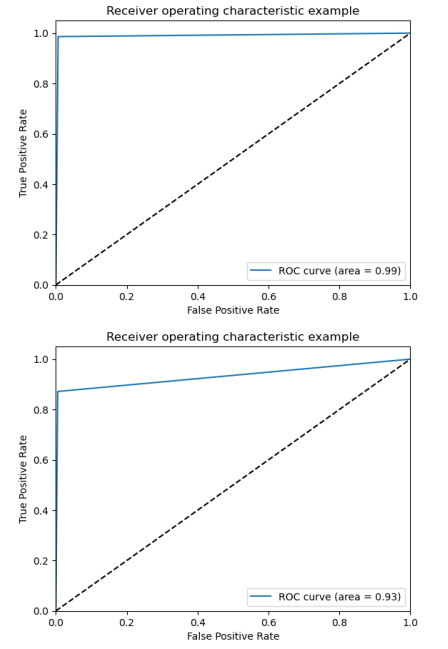 Receiver operating characteristic example
1.0
0.8
0.6
0.4
0.2
0.0
True Positive Rate
ROC curve (area = 0.99)
0.0 0.2 0.4 0.6 0.8 1.0
False Positive Rate
Receiver operating characteristic example
1.0
0.8
0.6
0.4
0.2
0.0
True Positive Rate
ROC curve (area = 0.93)
0.0 0.2 0.4 0.6 0.8 1.0
False Positive Rate